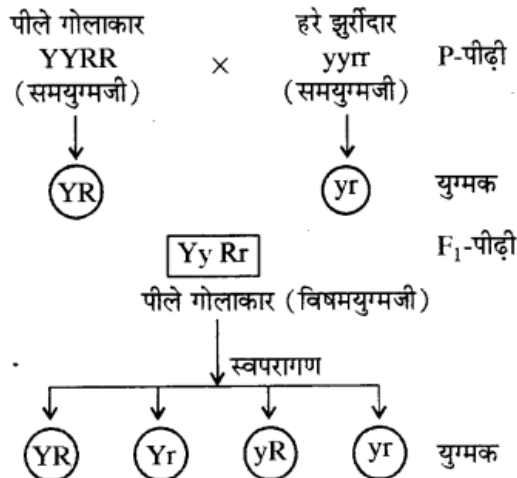 पीले गोलाकार हरे झुर्रीदार
YYRR × yyrr P-पीढ़ी
(समयुग्मजी) (समयुग्मजी)
YR yr युग्मक
Yy Rr F₁-पीढ़ी
पीले गोलाकार (विषमयुग्मजी)
स्वपरागण
YR Yr yR yr युग्मक